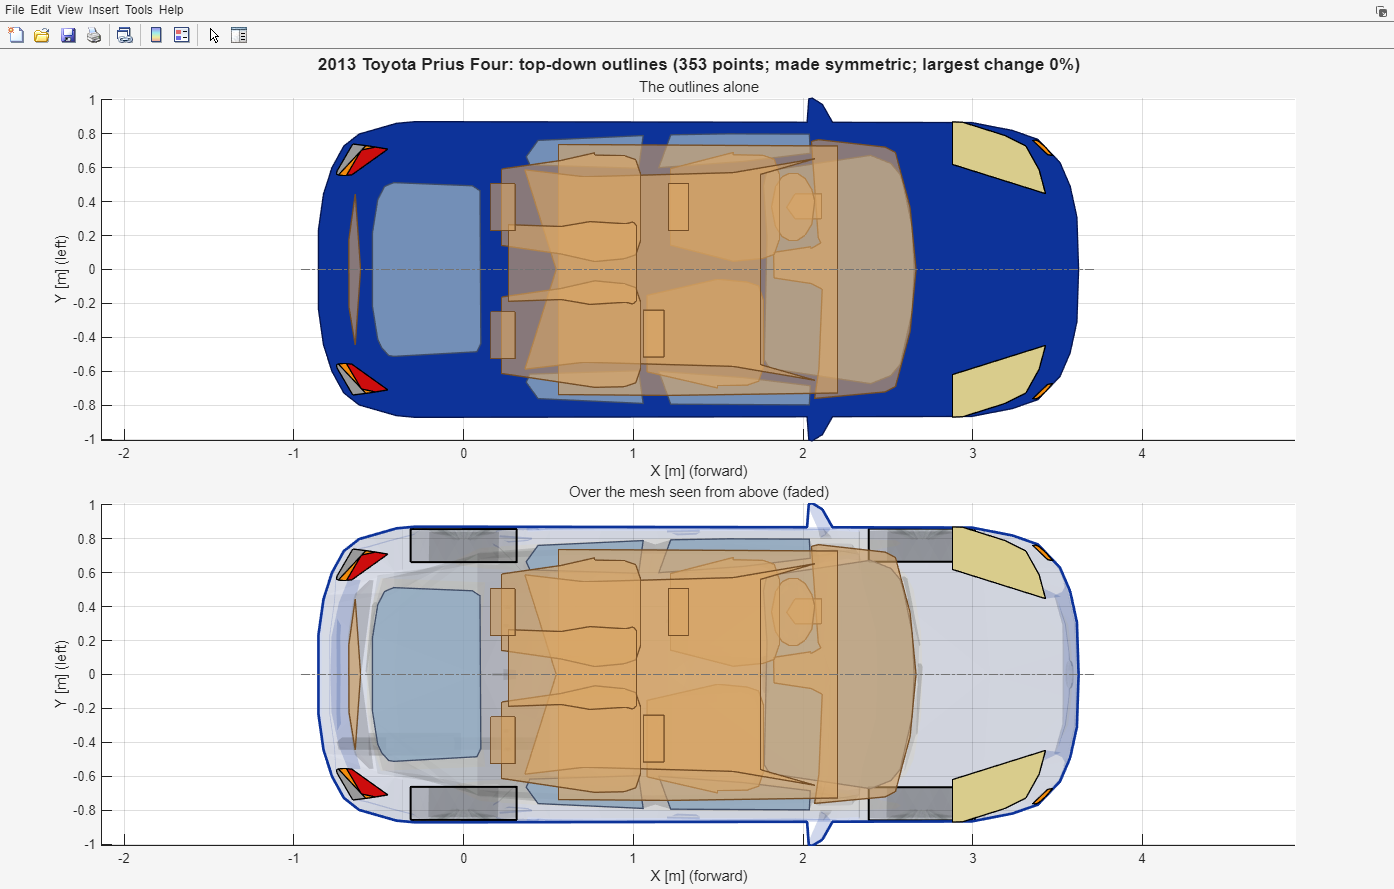 File Edit View Insert Tools Help
2013 Toyota Prius Four: top-down outlines (353 points; made symmetric; largest change 0%)
The outlines alone
1
0.8
0.6
0.4
0.2
0
-0.2
-0.4
-0.6
-0.8
-1
Y [m] (left)
-2 -1 0 1 2 3 4
X [m] (forward)
Over the mesh seen from above (faded)
1
0.8
0.6
0.4
0.2
0
-0.2
-0.4
-0.6
-0.8
-1
Y [m] (left)
-2 -1 0 1 2 3 4
X [m] (forward)